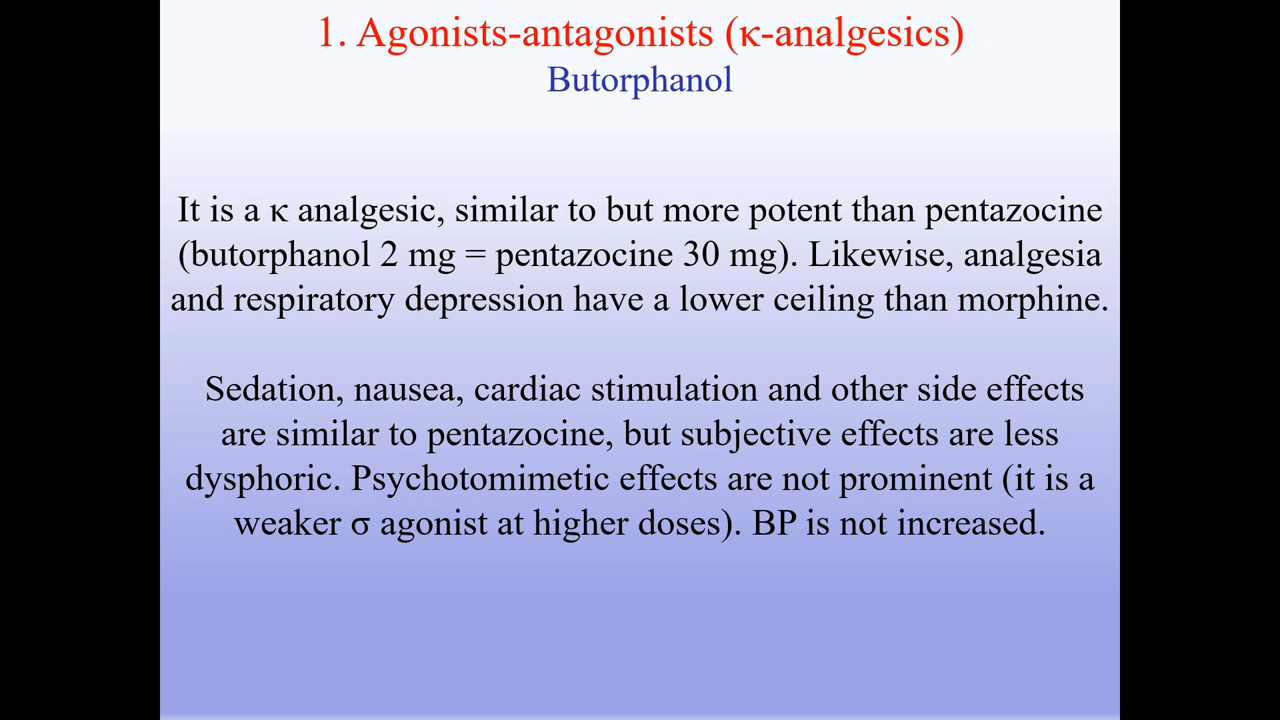 1. Agonists-antagonists (κ-analgesics)
Butorphanol
It is a κ analgesic, similar to but more potent than pentazocine
(butorphanol 2 mg = pentazocine 30 mg). Likewise, analgesia
and respiratory depression have a lower ceiling than morphine.
Sedation, nausea, cardiac stimulation and other side effects
are similar to pentazocine, but subjective effects are less
dysphoric. Psychotomimetic effects are not prominent (it is a
weaker σ agonist at higher doses). BP is not increased.